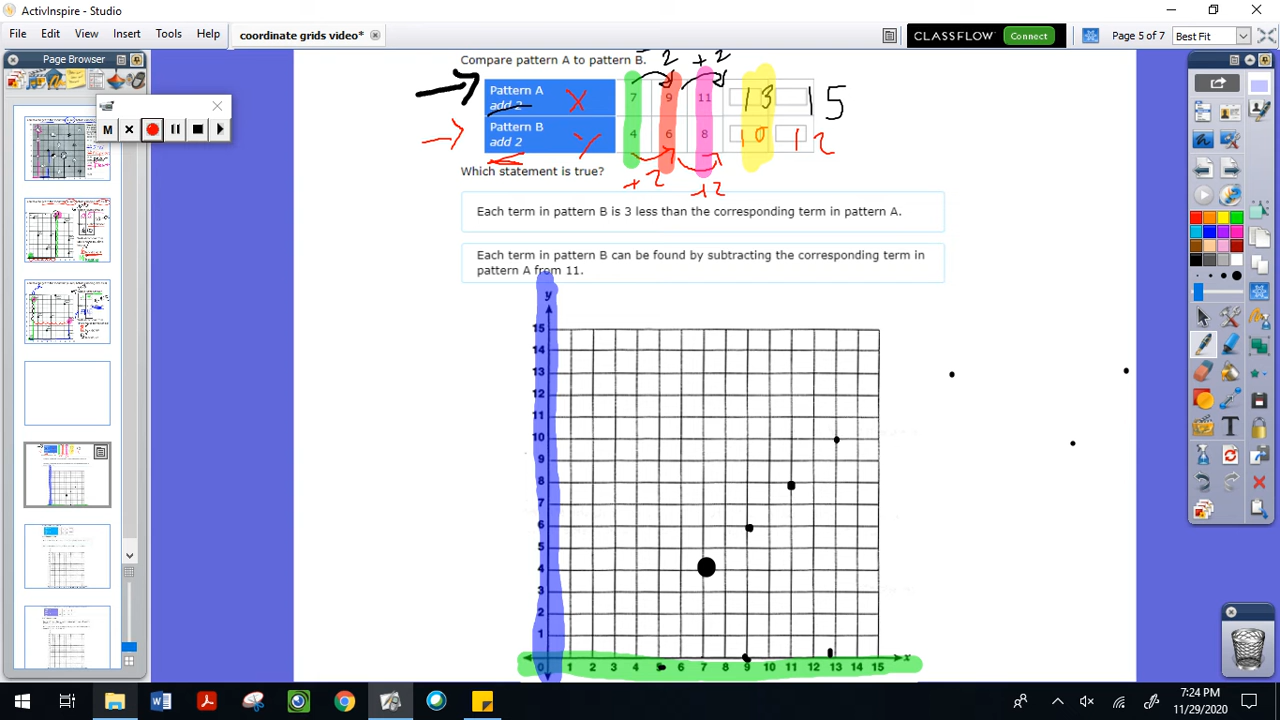 ActivInspire - Studio
File Edit View Insert Tools Help coordinate grids video* CLASSFLOW Connect Page 5 of 7 Best Fit
Page Browser
M
Compare pattern A to pattern B. 2 +2
Pattern A X 7 9 11 13 15
add 2
Pattern B Y 4 6 8 10 12
add 2
Which statement is true? +2 +2
Each term in pattern B is 3 less than the corresponding term in pattern A.
Each term in pattern B can be found by subtracting the corresponding term in
pattern A from 11.
y
15
14
13
12
11
10
9
8
7
6
5
4
3
2
1
0 1 2 3 4 5 6 7 8 9 10 11 12 13 14 15 x
7:24 PM
11/29/2020